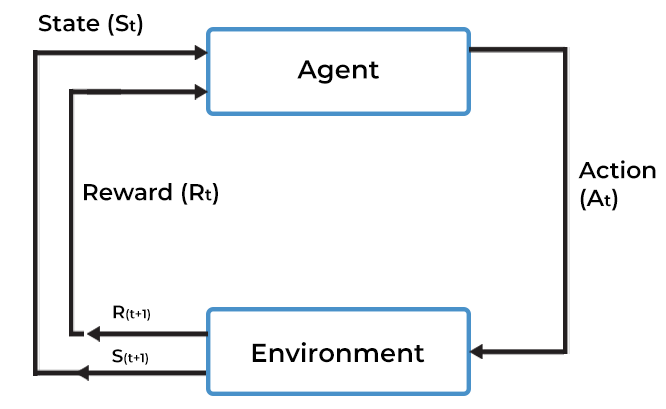 State (St)
Agent
Action
(At)
Reward (Rt)
R(t+1)
S(t+1)
Environment